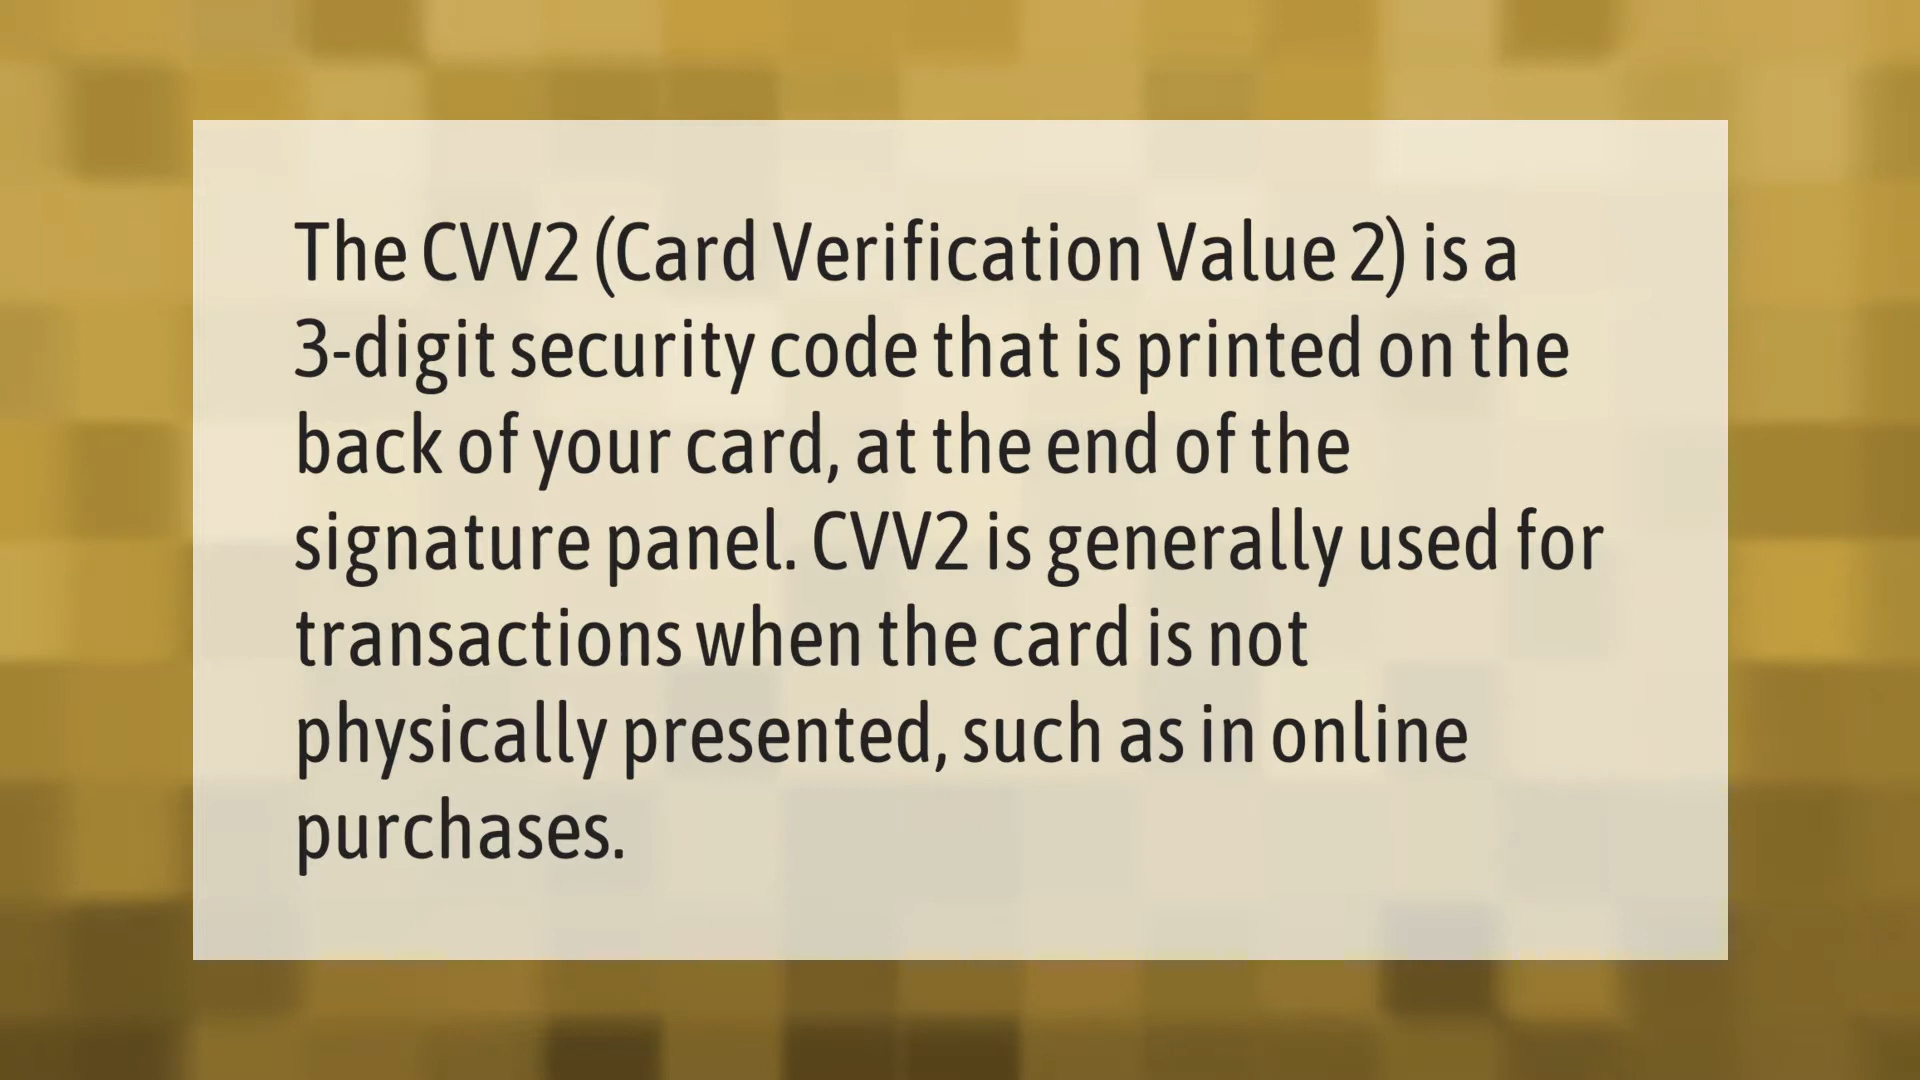 The CVV2 (Card Verification Value 2) is a
3-digit security code that is printed on the
back of your card, at the end of the
signature panel. CVV2 is generally used for
transactions when the card is not
physically presented, such as in online
purchases.